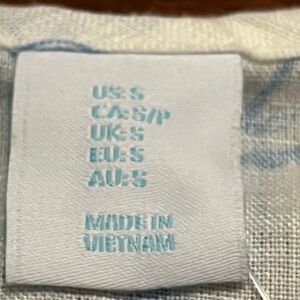 US: S
CA: S/P
UK: S
EU: S
AU: S
MADE IN
VIETNAM